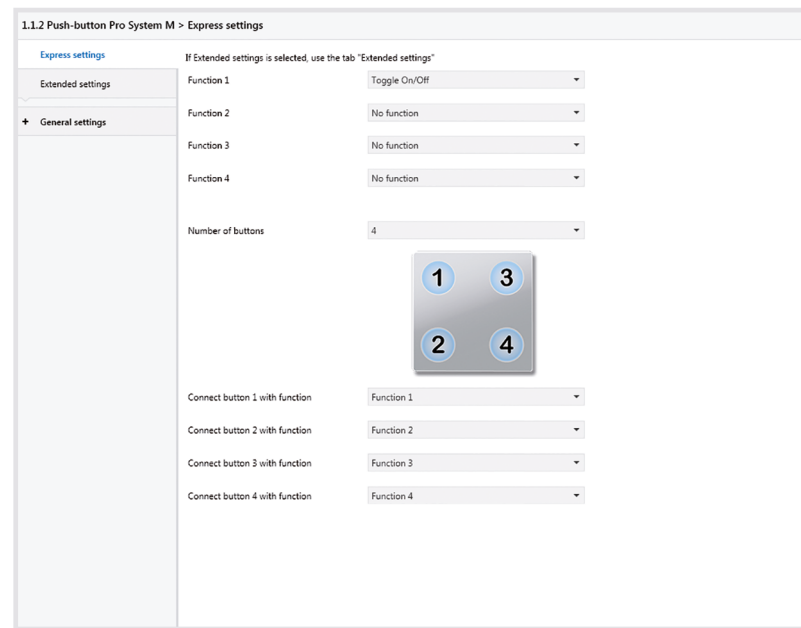 1.1.2 Push-button Pro System M > Express settings
Express settings
Extended settings
+ General settings
If Extended settings is selected, use the tab "Extended settings"
Function 1 Toggle On/Off
Function 2 No function
Function 3 No function
Function 4 No function
Number of buttons 4
1 3
2 4
Connect button 1 with function Function 1
Connect button 2 with function Function 2
Connect button 3 with function Function 3
Connect button 4 with function Function 4